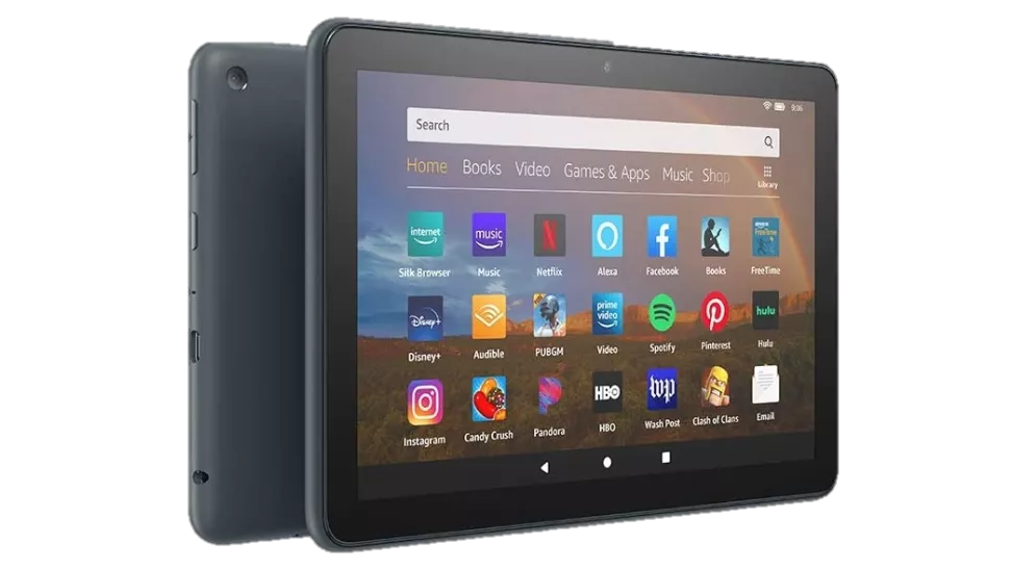 9:06
Search
Home Books Video Games & Apps Music Shop
Library
internet music amazon FreeTime
Silk Browser Music Netflix Alexa Facebook Books FreeTime
Disney+ prime video hulu
Disney+ Audible PUBGM Video Spotify Pinterest Hulu
HBO wp
Instagram Candy Crush Pandora HBO Wash Post Clash of Clans Email